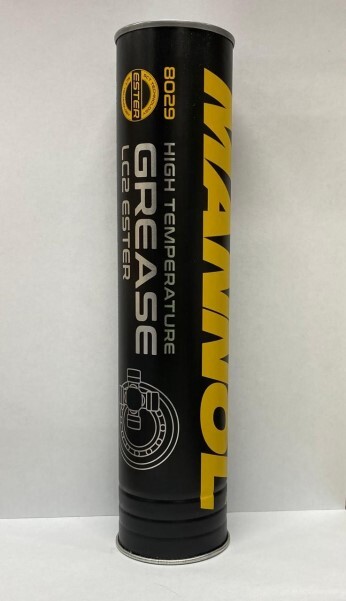 MANNOL
8029
HIGH TEMPERATURE
GREASE
LC2 ESTER
ESTER